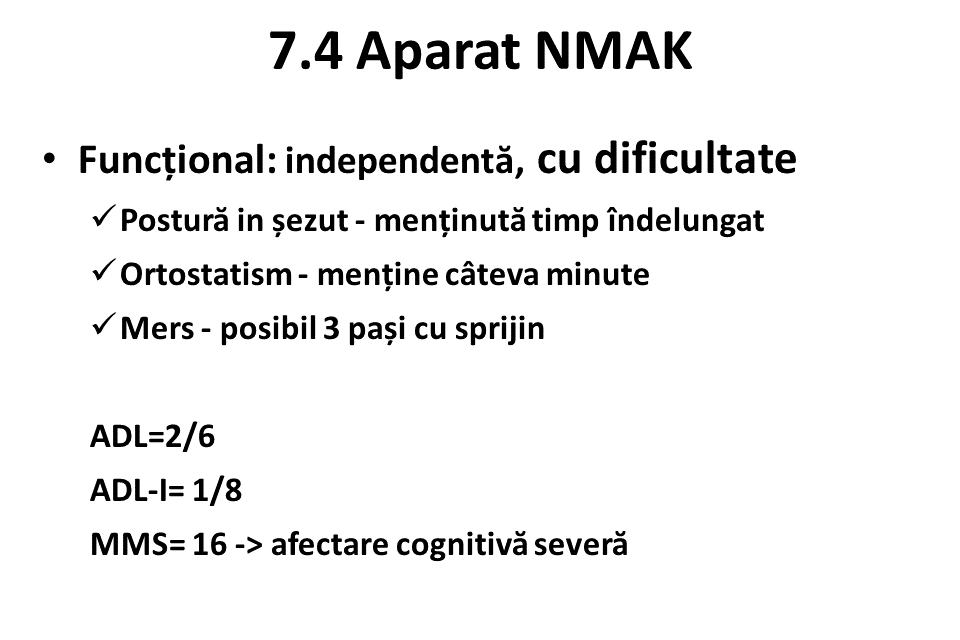 7.4 Aparat NMAK
• Funcțional: independentă, cu dificultate
✓Postură in șezut - menținută timp îndelungat
✓Ortostatism - menține câteva minute
✓Mers - posibil 3 pași cu sprijin
ADL=2/6
ADL-I= 1/8
MMS= 16 -> afectare cognitivă severă